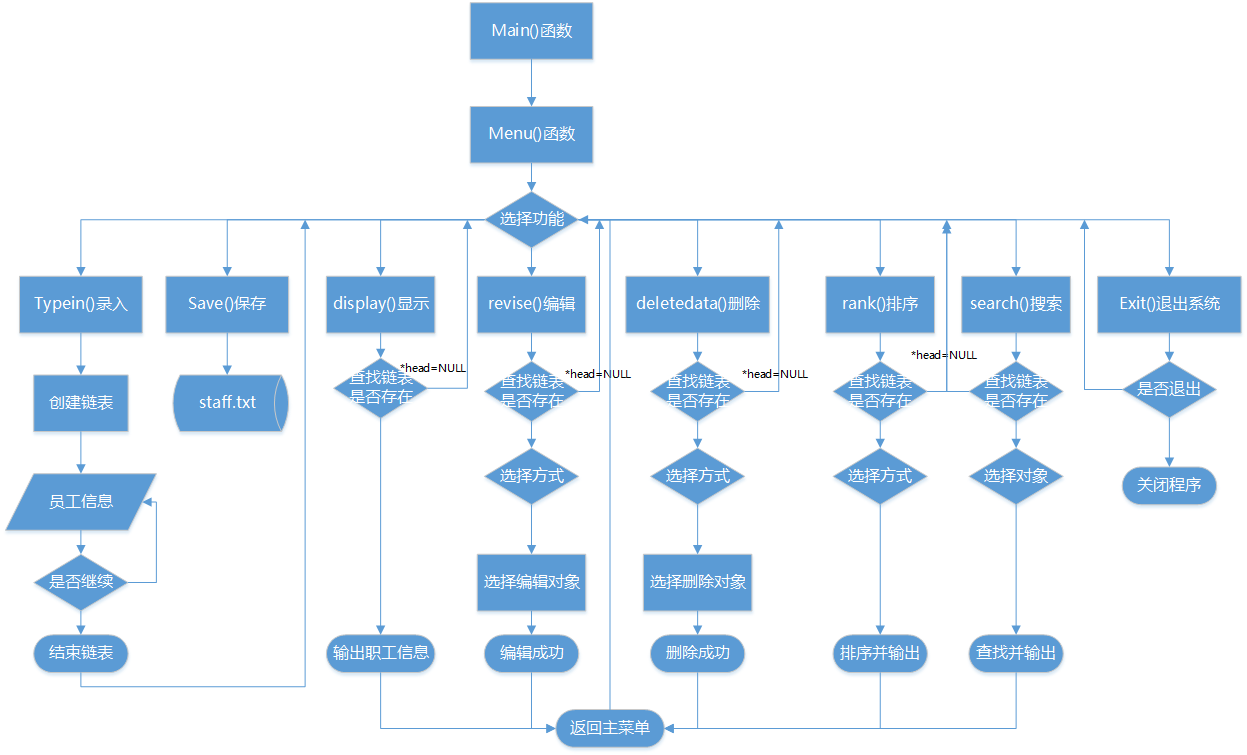 Main()函数
Menu()函数
选择功能
Typein()录入
Save()保存
display()显示
revise()编辑
deletedata()删除
rank()排序
search()搜索
Exit()退出系统
*head=NULL
*head=NULL
*head=NULL
*head=NULL
创建链表
staff.txt
查找链表
是否存在
查找链表
是否存在
查找链表
是否存在
查找链表
是否存在
查找链表
是否存在
是否退出
员工信息
选择方式
选择方式
选择方式
选择对象
关闭程序
是否继续
选择编辑对象
选择删除对象
结束链表
输出职工信息
编辑成功
删除成功
排序并输出
查找并输出
返回主菜单